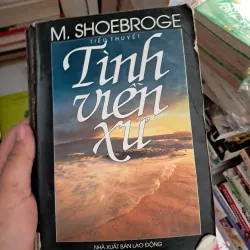 M. SHOEBROGE
TIỂU THUYẾT
Tình
viễn
xứ
NHÀ XUẤT BẢN LAO ĐỘNG